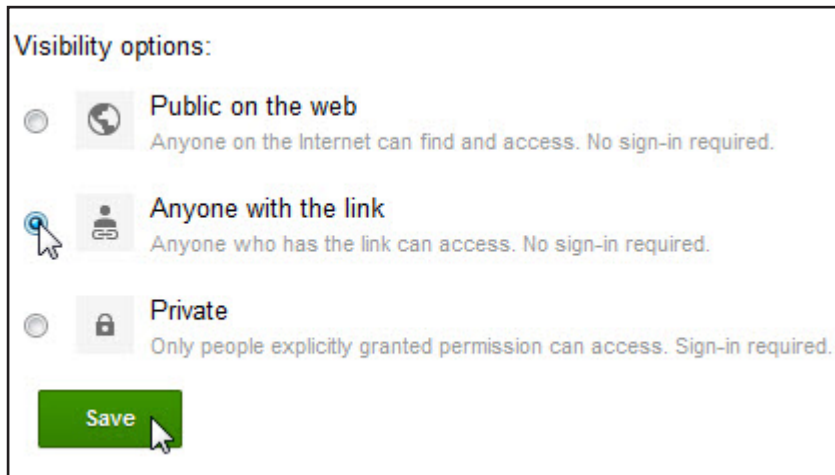 Visibility options:
Public on the web
Anyone on the Internet can find and access. No sign-in required.
Anyone with the link
Anyone who has the link can access. No sign-in required.
Private
Only people explicitly granted permission can access. Sign-in required.
Save